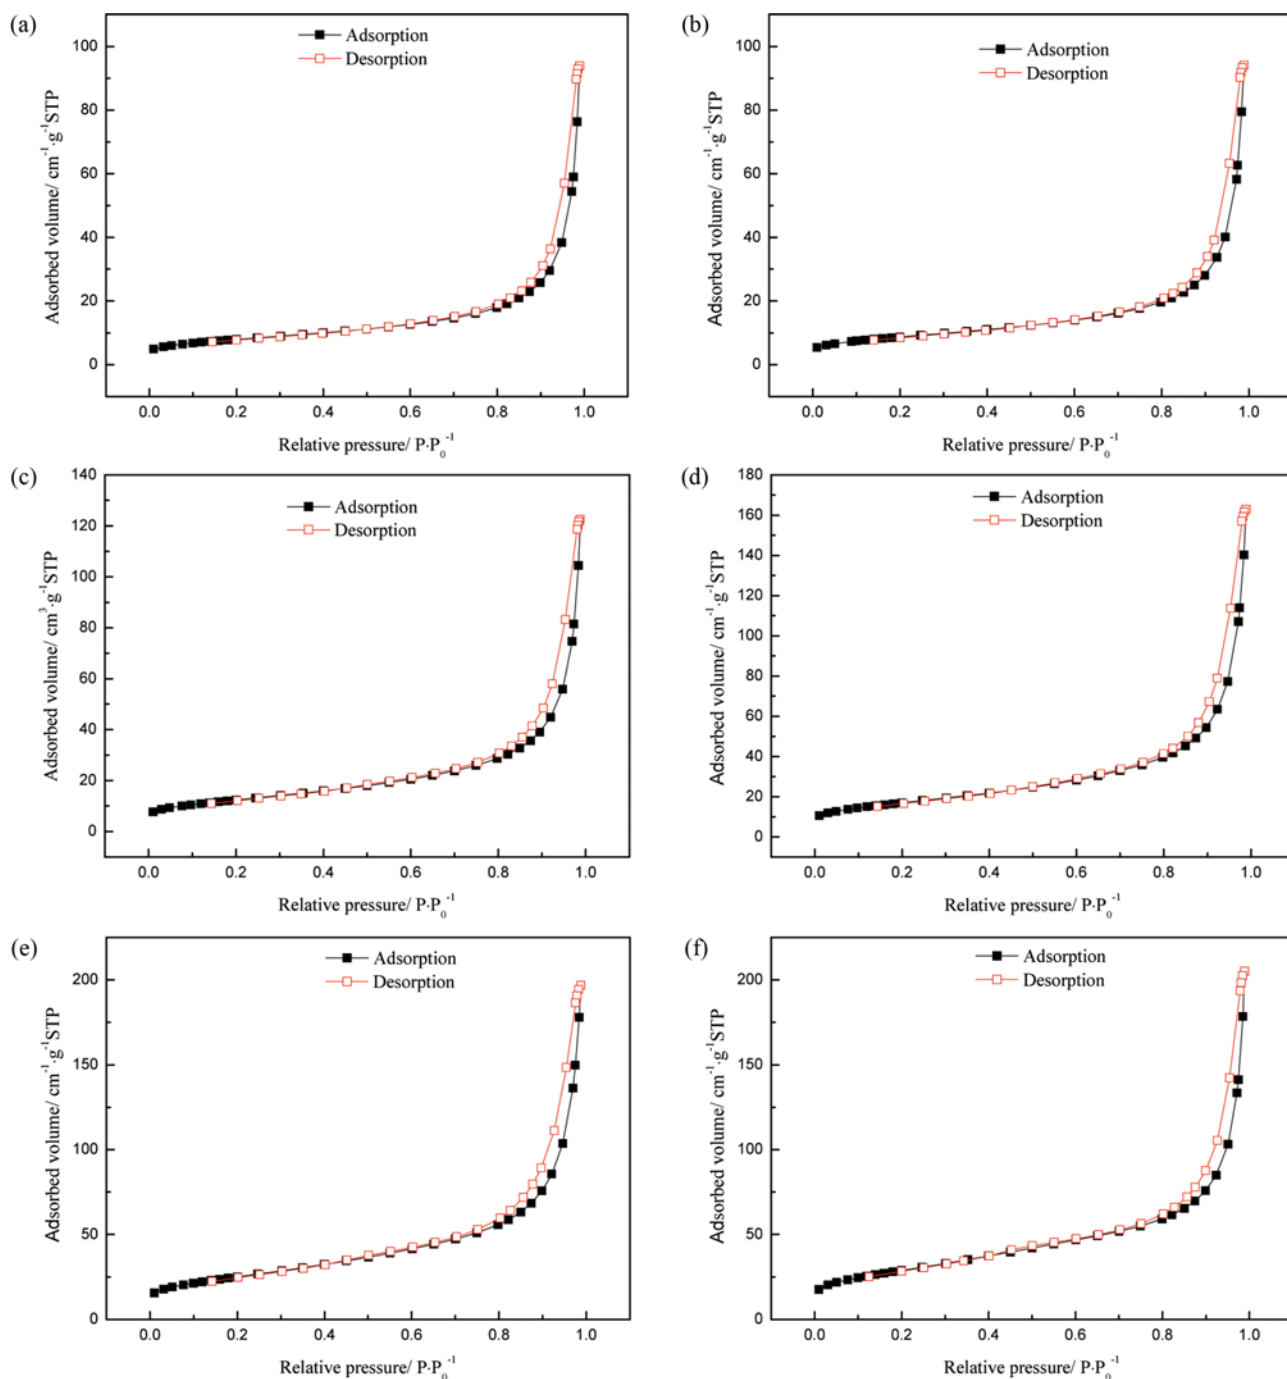 (a)
Adsorption
Desorption
100
80
60
40
20
0
Adsorbed volume/ cm⁻¹·g⁻¹STP
0.0 0.2 0.4 0.6 0.8 1.0
Relative pressure/ P·P₀⁻¹
(b)
Adsorption
Desorption
100
80
60
40
20
0
Adsorbed volume/ cm⁻¹·g⁻¹STP
0.0 0.2 0.4 0.6 0.8 1.0
Relative pressure/ P·P₀⁻¹
(c)
Adsorption
Desorption
140
120
100
80
60
40
20
0
Adsorbed volume/ cm³·g⁻¹STP
0.0 0.2 0.4 0.6 0.8 1.0
Relative pressure/ P·P₀⁻¹
(d)
Adsorption
Desorption
180
160
140
120
100
80
60
40
20
0
Adsorbed volume/ cm⁻¹·g⁻¹STP
0.0 0.2 0.4 0.6 0.8 1.0
Relative pressure/ P·P₀⁻¹
(e)
Adsorption
Desorption
200
150
100
50
0
Adsorbed volume/ cm⁻¹·g⁻¹STP
0.0 0.2 0.4 0.6 0.8 1.0
Relative pressure/ P·P₀⁻¹
(f)
Adsorption
Desorption
200
150
100
50
0
Adsorbed volume/ cm⁻¹·g⁻¹STP
0.0 0.2 0.4 0.6 0.8 1.0
Relative pressure/ P·P₀⁻¹